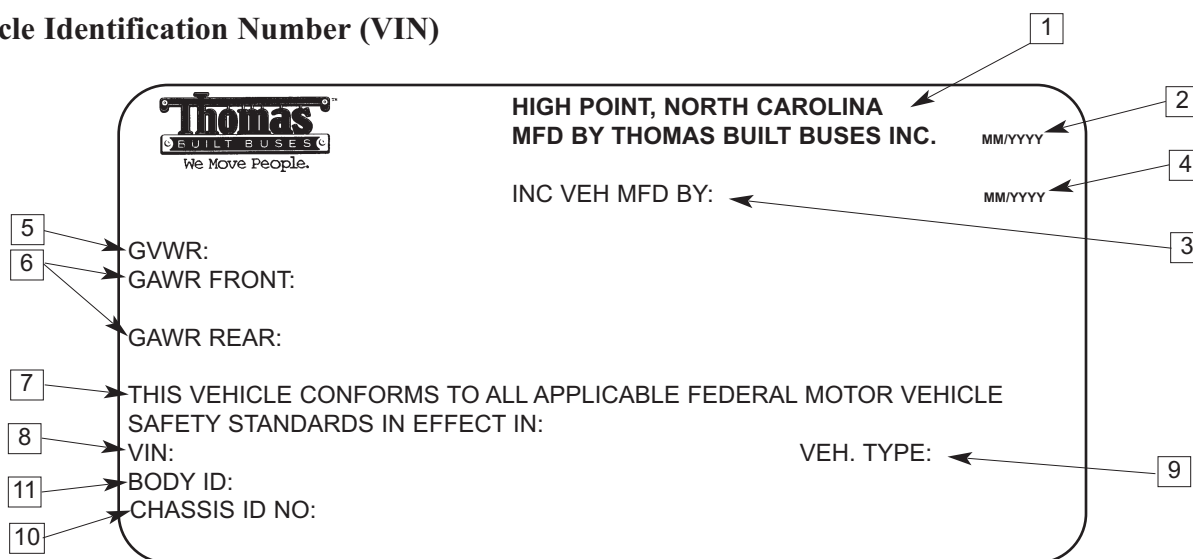 cle Identification Number (VIN)
1
Thomas
BUILT BUSES
We Move People.
HIGH POINT, NORTH CAROLINA
MFD BY THOMAS BUILT BUSES INC.
MM/YYYY
2
INC VEH MFD BY:
MM/YYYY
4
3
5
GVWR:
6
GAWR FRONT:
GAWR REAR:
7
THIS VEHICLE CONFORMS TO ALL APPLICABLE FEDERAL MOTOR VEHICLE
SAFETY STANDARDS IN EFFECT IN:
8
VIN:
VEH. TYPE:
9
11
BODY ID:
10
CHASSIS ID NO: